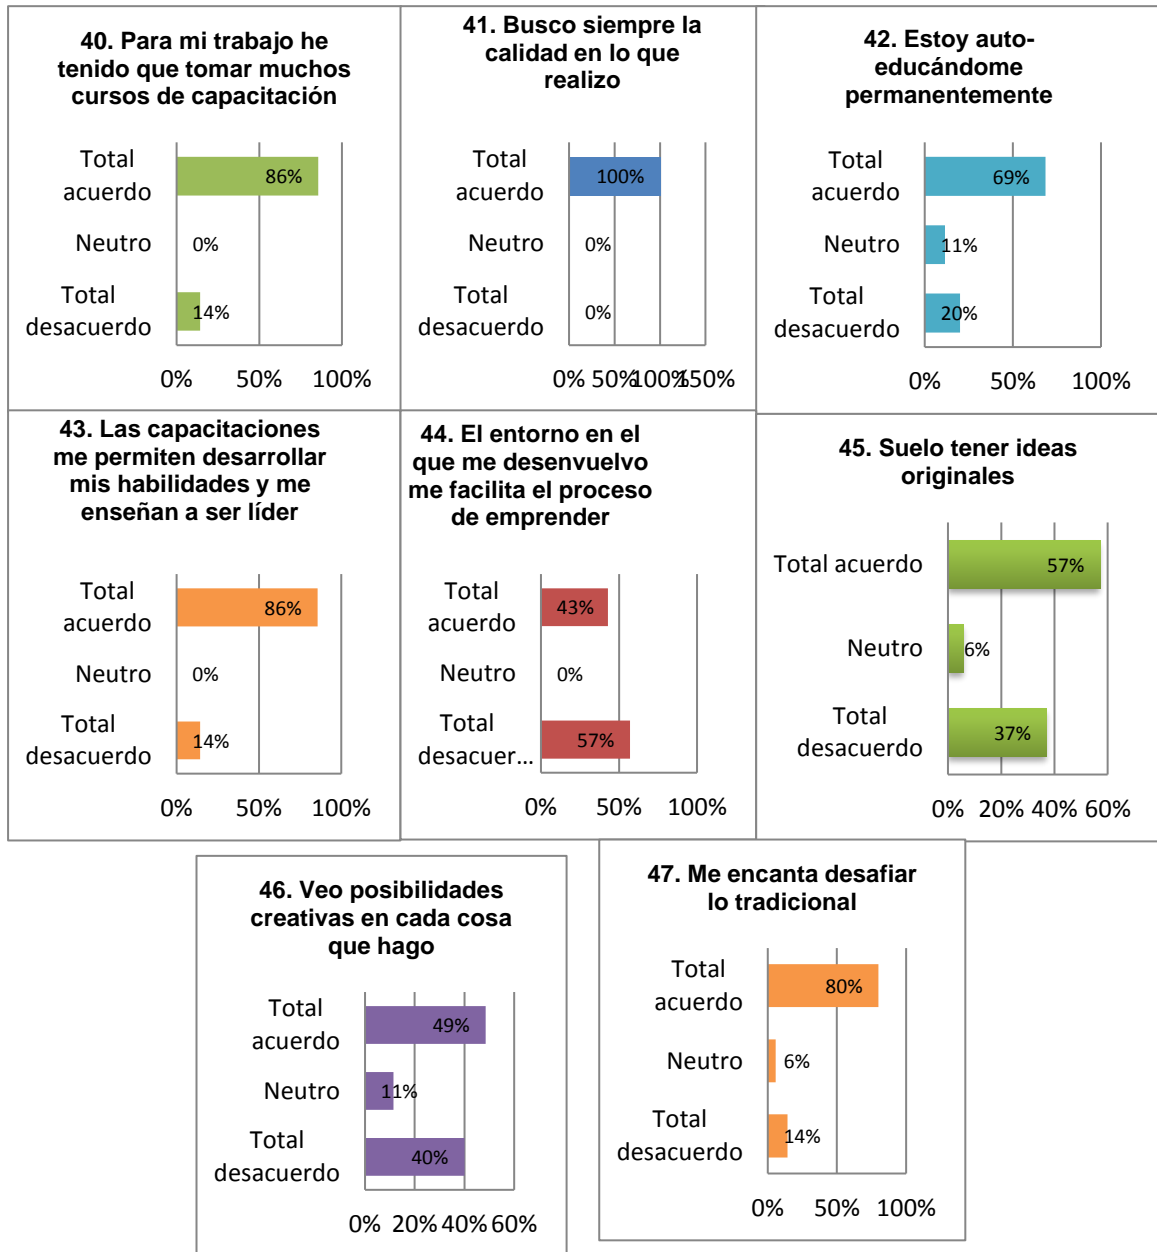 40. Para mi trabajo he
tenido que tomar muchos
cursos de capacitación
Total
acuerdo
86%
Neutro
0%
Total
desacuerdo
14%
0% 50% 100%
41. Busco siempre la
calidad en lo que
realizo
Total
acuerdo
100%
Neutro
0%
Total
desacuerdo
0%
0% 50% 100% 150%
42. Estoy auto-
educándome
permanentemente
Total
acuerdo
69%
Neutro
11%
Total
desacuerdo
20%
0% 50% 100%
43. Las capacitaciones
me permiten desarrollar
mis habilidades y me
enseñan a ser líder
Total
acuerdo
86%
Neutro
0%
Total
desacuerdo
14%
0% 50% 100%
44. El entorno en el
que me desenvuelvo
me facilita el proceso
de emprender
Total
acuerdo
43%
Neutro
0%
Total
desacuer...
57%
0% 50% 100%
45. Suelo tener ideas
originales
Total acuerdo
57%
Neutro
6%
Total
desacuerdo
37%
0% 20% 40% 60%
46. Veo posibilidades
creativas en cada cosa
que hago
Total
acuerdo
49%
Neutro
11%
Total
desacuerdo
40%
0% 20% 40% 60%
47. Me encanta desafiar
lo tradicional
Total
acuerdo
80%
Neutro
6%
Total
desacuerdo
14%
0% 50% 100%